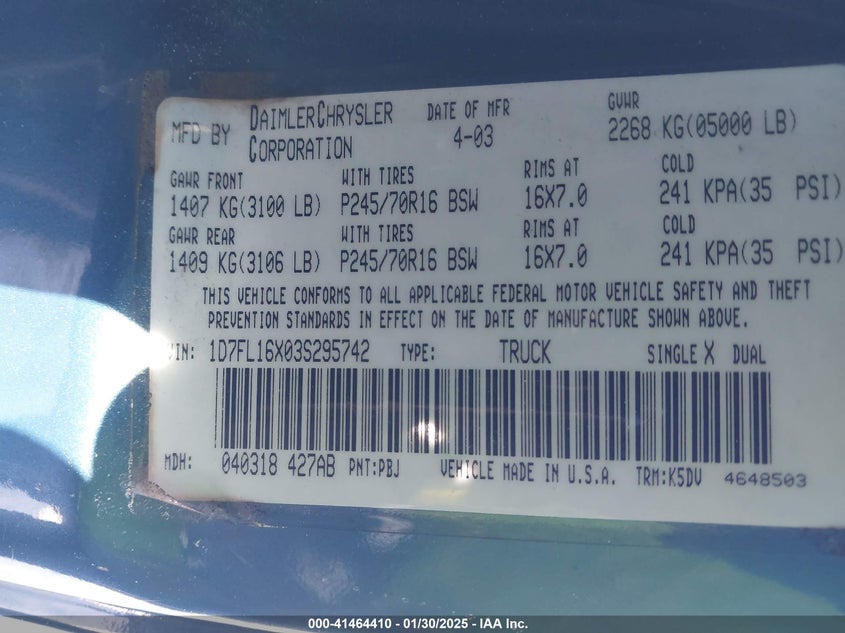 MFD BY DAIMLERCHRYSLER CORPORATION DATE OF MFR 4-03 GVWR 2268 KG(05000 LB)
GAWR FRONT WITH TIRES RIMS AT COLD
1407 KG(3100 LB) P245/70R16 BSW 16X7.0 241 KPA(35 PSI)
GAWR REAR WITH TIRES RIMS AT COLD
1409 KG(3106 LB) P245/70R16 BSW 16X7.0 241 KPA(35 PSI)
THIS VEHICLE CONFORMS TO ALL APPLICABLE FEDERAL MOTOR VEHICLE SAFETY AND THEFT
PREVENTION STANDARDS IN EFFECT ON THE DATE OF MANUFACTURE SHOWN ABOVE.
VIN: 1D7FL16X03S295742 TYPE: TRUCK SINGLE X DUAL
MDH: 040318 427AB PNT:PBJ VEHICLE MADE IN U.S.A. TRM:K5DV 4648503
000-41464410 - 01/30/2025 - IAA Inc.